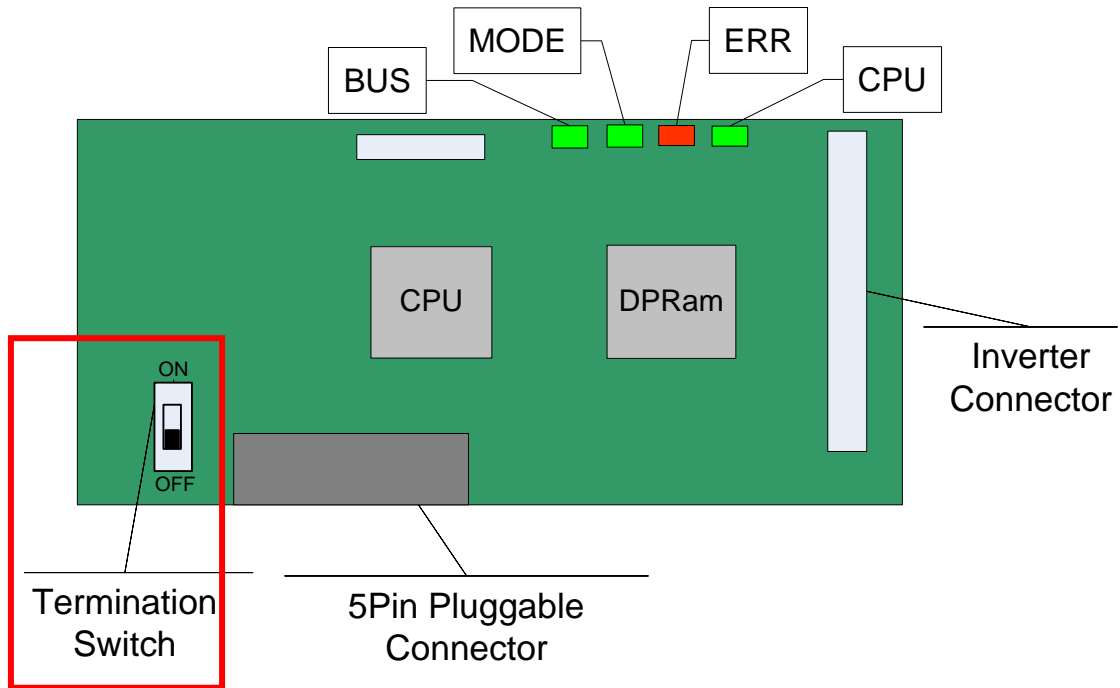 MODE
ERR
BUS
CPU
CPU
DPRam
Inverter
Connector
ON
OFF
Termination
Switch
5Pin Pluggable
Connector